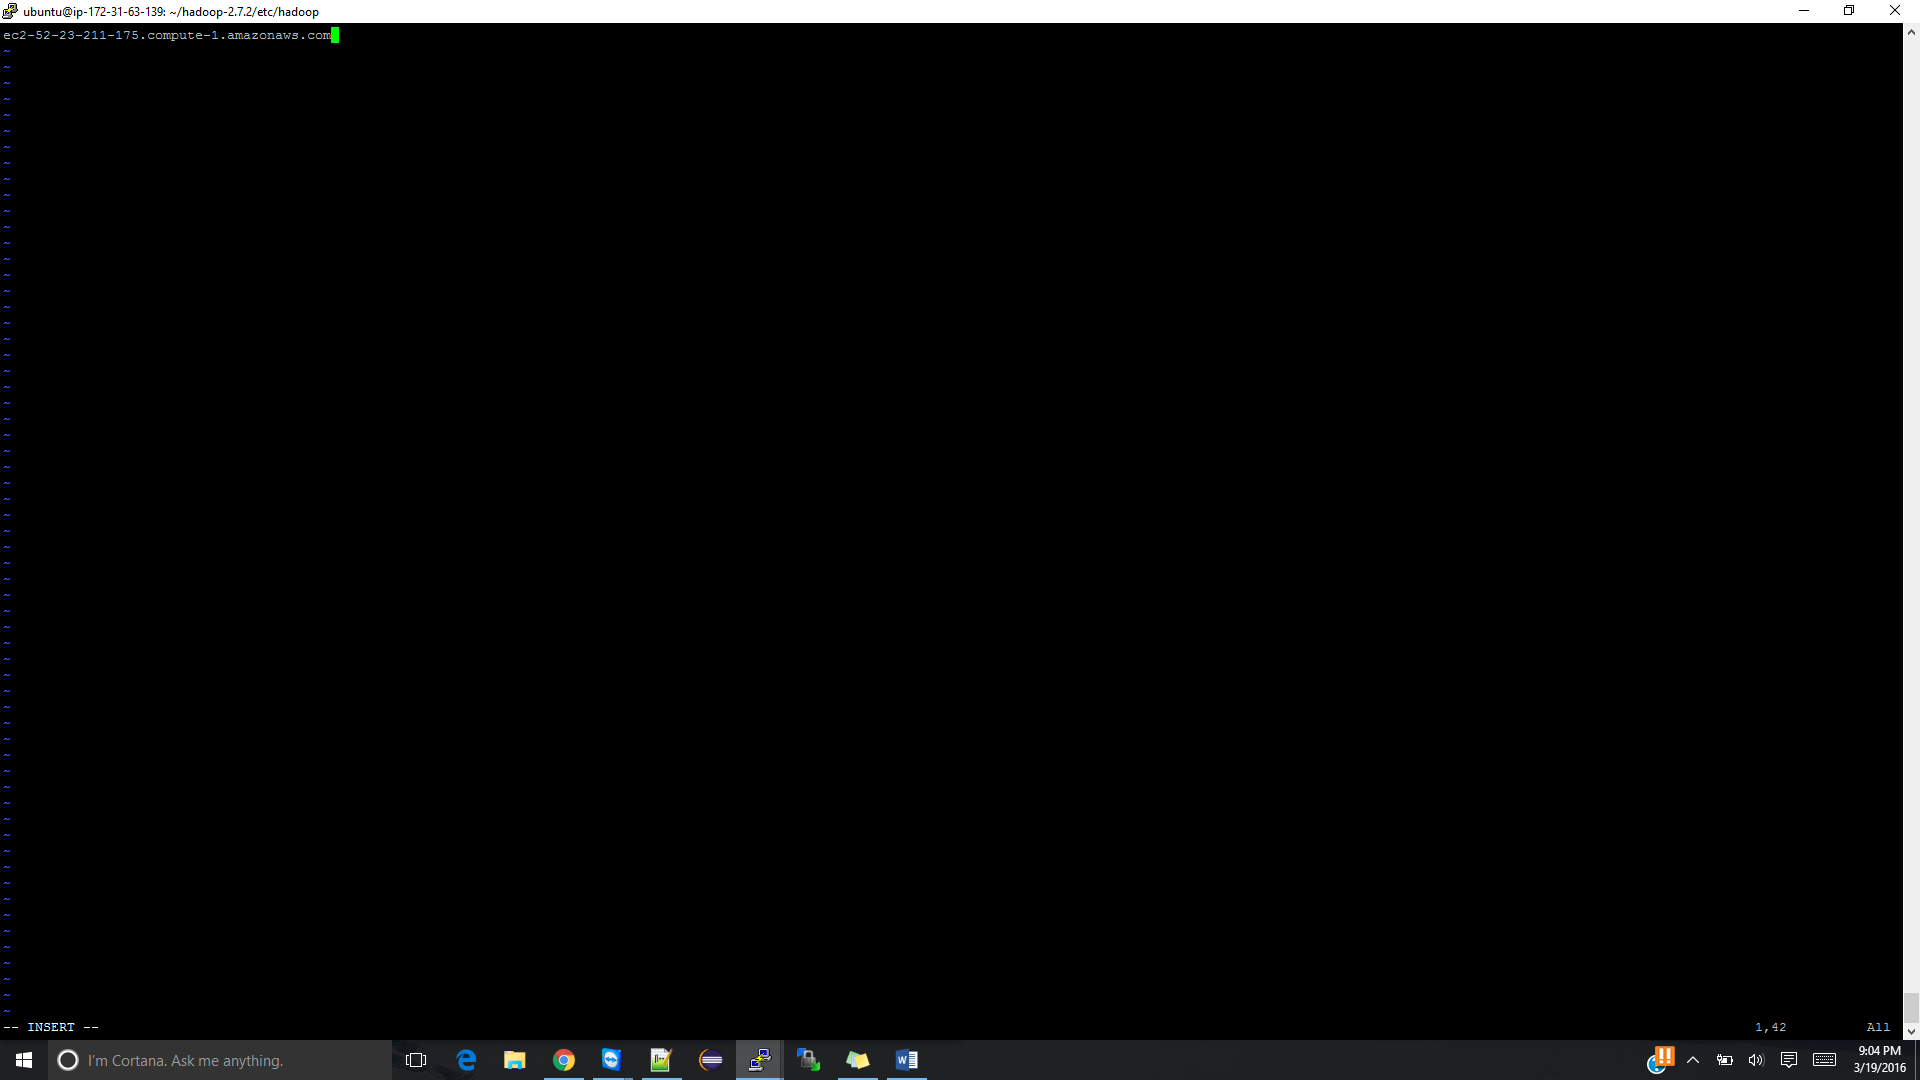 ubuntu@ip-172-31-63-139: ~/hadoop-2.7.2/etc/hadoop
ec2-52-23-211-175.compute-1.amazonaws.com
-- INSERT --
1,42
All
I'm Cortana. Ask me anything.
9:04 PM
3/19/2016